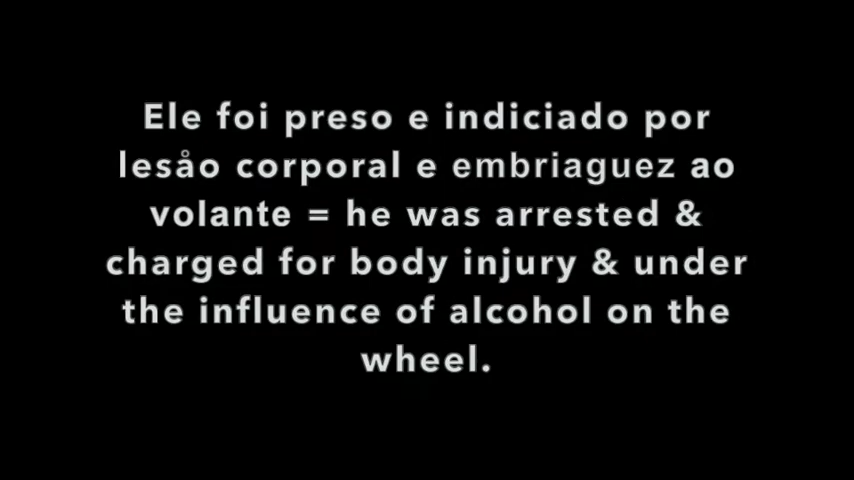 Ele foi preso e indiciado por
lesåo corporal e embriaguez ao
volante = he was arrested &
charged for body injury & under
the influence of alcohol on the
wheel.